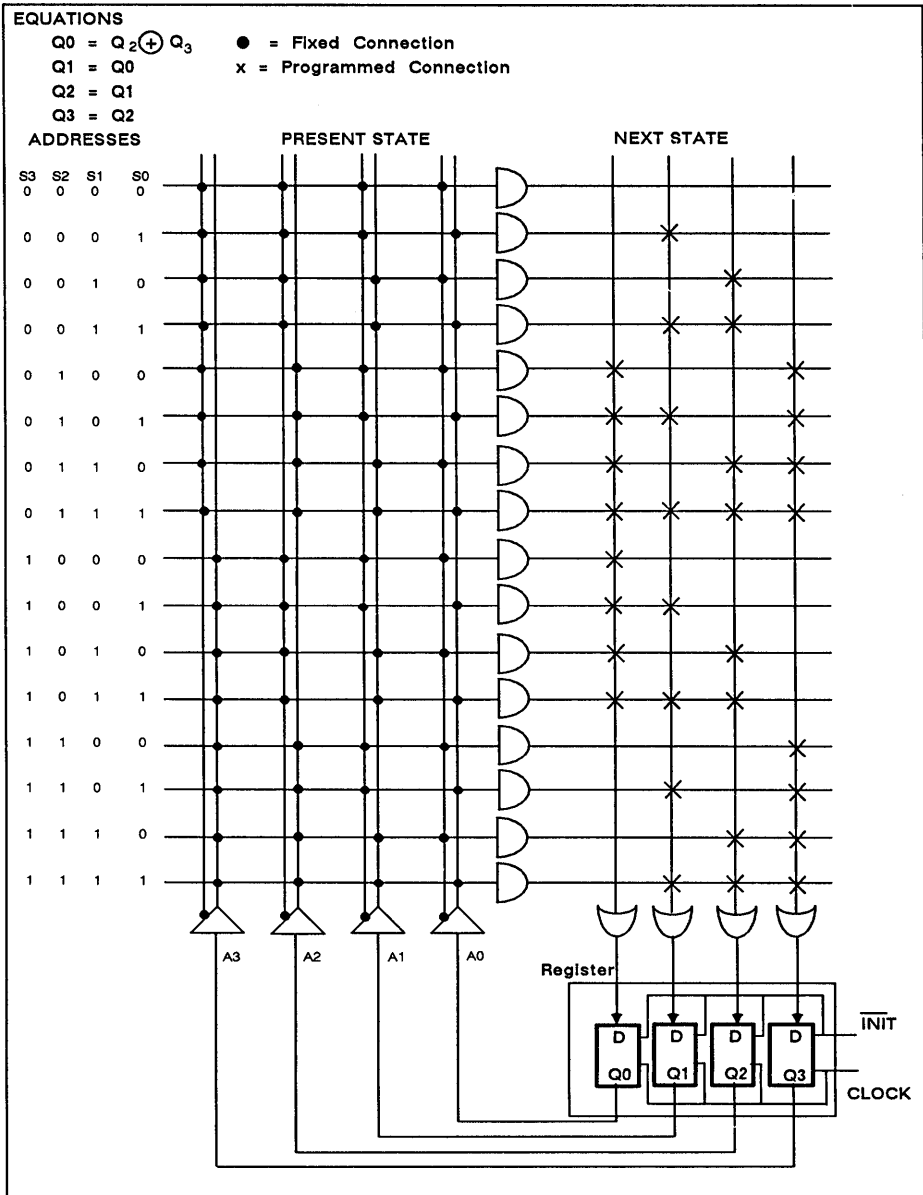 EQUATIONS
Q0 = Q2 ⊕ Q3
Q1 = Q0
Q2 = Q1
Q3 = Q2
● = Fixed Connection
x = Programmed Connection
ADDRESSES PRESENT STATE NEXT STATE
S3 S2 S1 S0
0 0 0 0
0 0 0 1
0 0 1 0
0 0 1 1
0 1 0 0
0 1 0 1
0 1 1 0
0 1 1 1
1 0 0 0
1 0 0 1
1 0 1 0
1 0 1 1
1 1 0 0
1 1 0 1
1 1 1 0
1 1 1 1
A3 A2 A1 A0
Register
D D D D
INIT
Q0 Q1 Q2 Q3
CLOCK